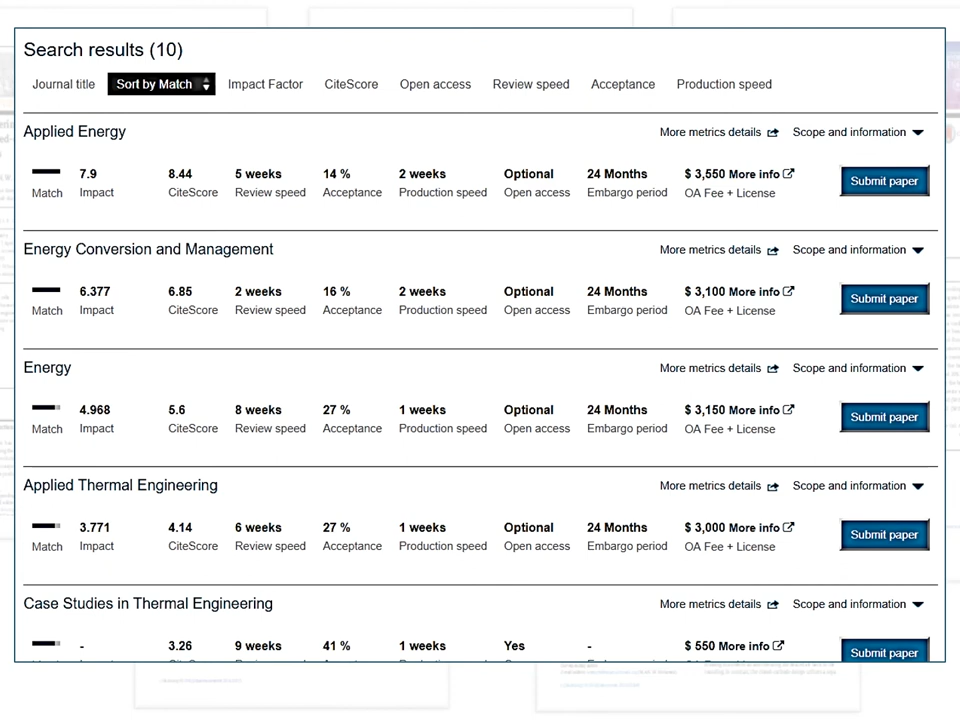 Search results (10)
Journal title Sort by Match Impact Factor CiteScore Open access Review speed Acceptance Production speed
Applied Energy More metrics details Scope and information
7.9 8.44 5 weeks 14 % 2 weeks Optional 24 Months $ 3,550 More info Submit paper
Match Impact CiteScore Review speed Acceptance Production speed Open access Embargo period OA Fee + License
Energy Conversion and Management More metrics details Scope and information
6.377 6.85 2 weeks 16 % 2 weeks Optional 24 Months $ 3,100 More info Submit paper
Match Impact CiteScore Review speed Acceptance Production speed Open access Embargo period OA Fee + License
Energy More metrics details Scope and information
4.968 5.6 8 weeks 27 % 1 weeks Optional 24 Months $ 3,150 More info Submit paper
Match Impact CiteScore Review speed Acceptance Production speed Open access Embargo period OA Fee + License
Applied Thermal Engineering More metrics details Scope and information
3.771 4.14 6 weeks 27 % 1 weeks Optional 24 Months $ 3,000 More info Submit paper
Match Impact CiteScore Review speed Acceptance Production speed Open access Embargo period OA Fee + License
Case Studies in Thermal Engineering More metrics details Scope and information
- 3.26 9 weeks 41 % 1 weeks Yes - $ 550 More info Submit paper